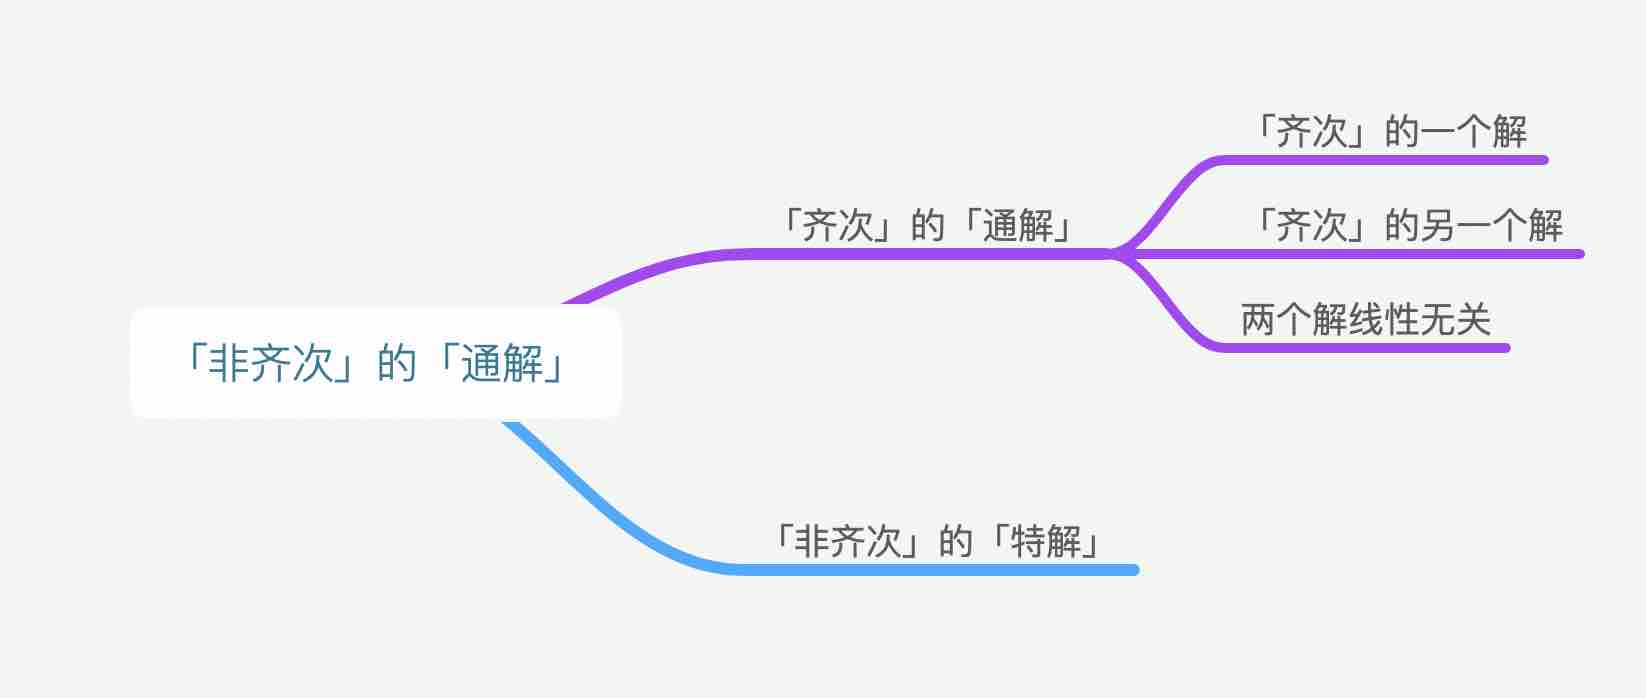 「非齐次」的「通解」
「齐次」的「通解」
「齐次」的一个解
「齐次」的另一个解
两个解线性无关
「非齐次」的「特解」